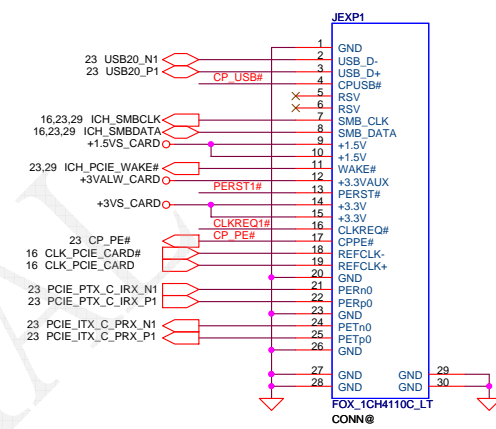 JEXP1
1 GND
23 USB20_N1 2 USB_D-
23 USB20_P1 3 USB_D+
CP_USB# 4 CPUSB#
5 RSV
6 RSV
16,23,29 ICH_SMBCLK 7 SMB_CLK
16,23,29 ICH_SMBDATA 8 SMB_DATA
+1.5VS_CARD 9 +1.5V
10 +1.5V
23,29 ICH_PCIE_WAKE# 11 WAKE#
+3VALW_CARD 12 +3.3VAUX
PERST1# 13 PERST#
+3VS_CARD 14 +3.3V
15 +3.3V
CLKREQ1# 16 CLKREQ#
23 CP_PE# CP_PE# 17 CPPE#
16 CLK_PCIE_CARD# 18 REFCLK-
16 CLK_PCIE_CARD 19 REFCLK+
20 GND
23 PCIE_PTX_C_IRX_N1 21 PERn0
23 PCIE_PTX_C_IRX_P1 22 PERp0
23 GND
23 PCIE_ITX_C_PRX_N1 24 PETn0
23 PCIE_ITX_C_PRX_P1 25 PETp0
26 GND
27 GND GND 29
28 GND GND 30
FOX_1CH4110C_LT
CONN@